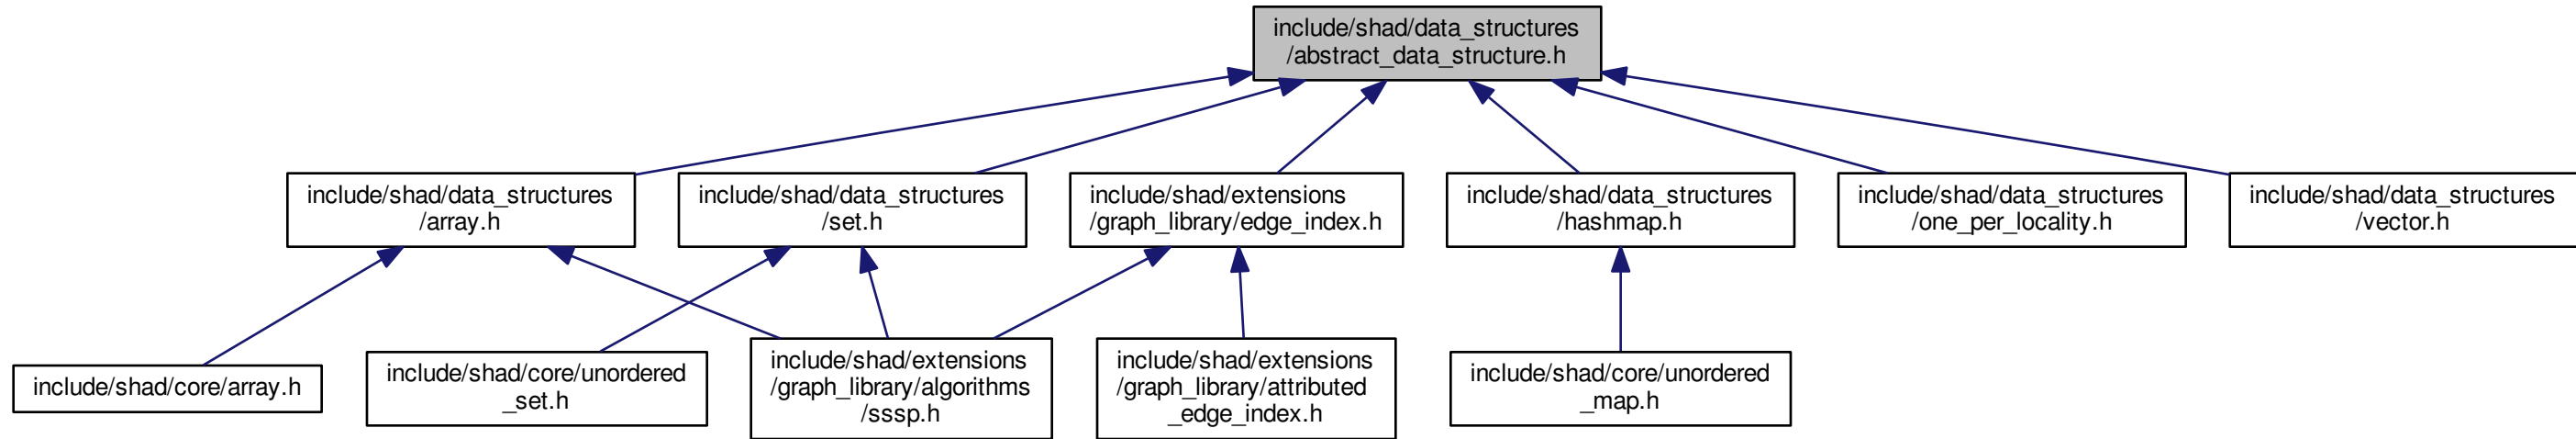 include/shad/data_structures
/abstract_data_structure.h
include/shad/data_structures
/array.h
include/shad/data_structures
/set.h
include/shad/extensions
/graph_library/edge_index.h
include/shad/data_structures
/hashmap.h
include/shad/data_structures
/one_per_locality.h
include/shad/data_structures
/vector.h
include/shad/core/array.h
include/shad/core/unordered
_set.h
include/shad/extensions
/graph_library/algorithms
/sssp.h
include/shad/extensions
/graph_library/attributed
_edge_index.h
include/shad/core/unordered
_map.h